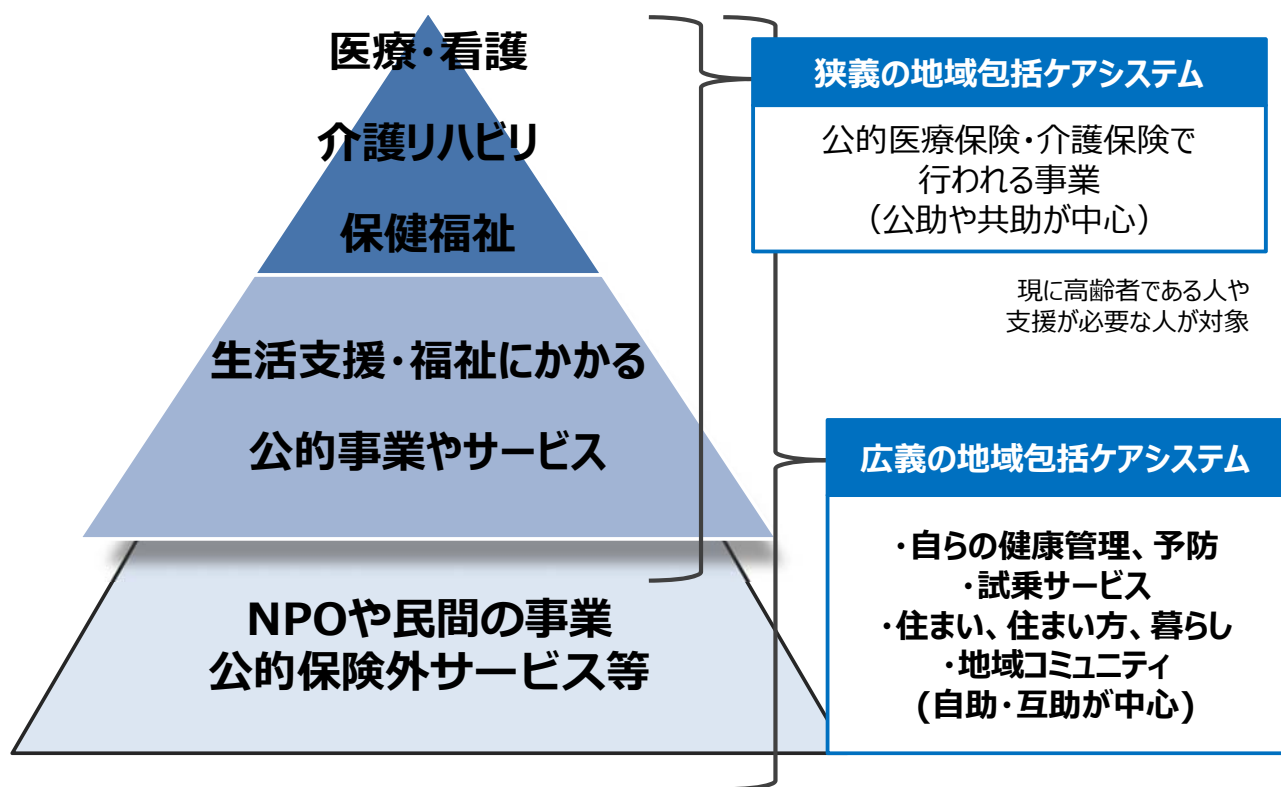 医療・看護
介護リハビリ
保健福祉
生活支援・福祉にかかる
公的事業やサービス
NPOや民間の事業
公的保険外サービス等
狭義の地域包括ケアシステム
公的医療保険・介護保険で
行われる事業
（公助や共助が中心）
現に高齢者である人や
支援が必要な人が対象
広義の地域包括ケアシステム
・自らの健康管理、予防
・試乗サービス
・住まい、住まい方、暮らし
・地域コミュニティ
(自助・互助が中心)